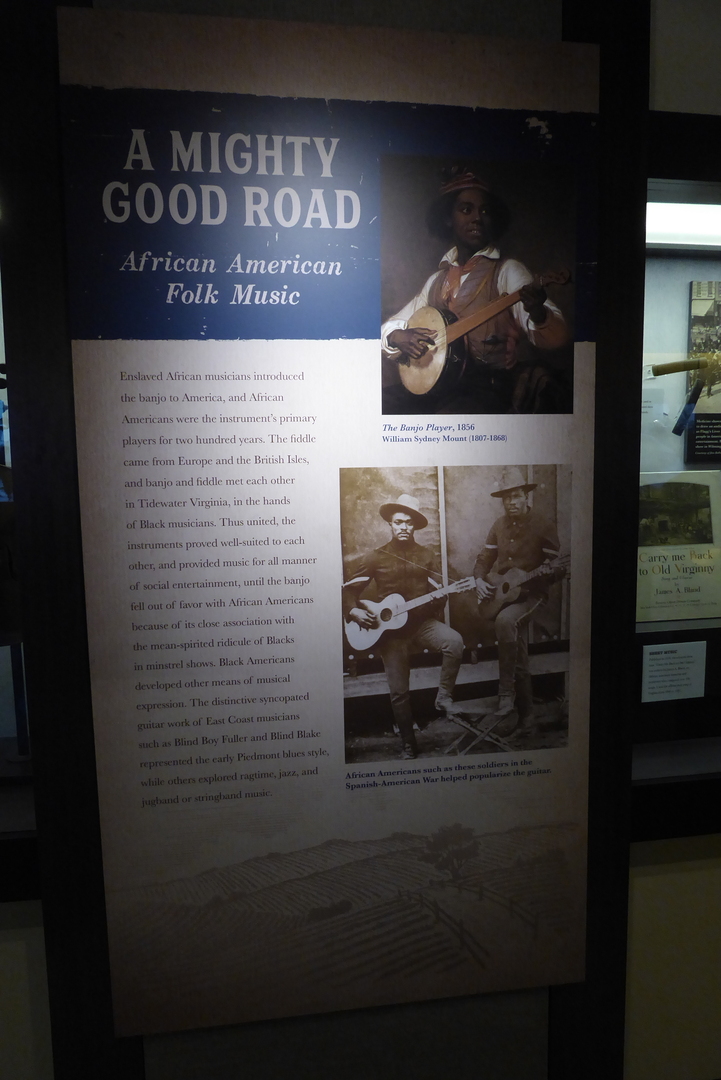 A MIGHTY
GOOD ROAD
African American
Folk Music
Enslaved African musicians introduced
the banjo to America, and African
Americans were the instrument's primary
players for two hundred years. The fiddle
came from Europe and the British Isles,
and banjo and fiddle met each other
in Tidewater Virginia, in the hands
of Black musicians. Thus united, the
instruments proved well-suited to each
other, and provided music for all manner
of social entertainment, until the banjo
fell out of favor with African Americans
because of its close association with
the mean-spirited ridicule of Blacks
in minstrel shows. Black Americans
developed other means of musical
expression. The distinctive syncopated
guitar work of East Coast musicians
such as Blind Boy Fuller and Blind Blake
represented the early Piedmont blues style,
while others explored ragtime, jazz, and
jugband or stringband music.
The Banjo Player, 1856
William Sydney Mount (1807-1868)
African Americans such as these soldiers in the
Spanish-American War helped popularize the guitar.
Carry me Back
to Old Virginny
James A. Bland